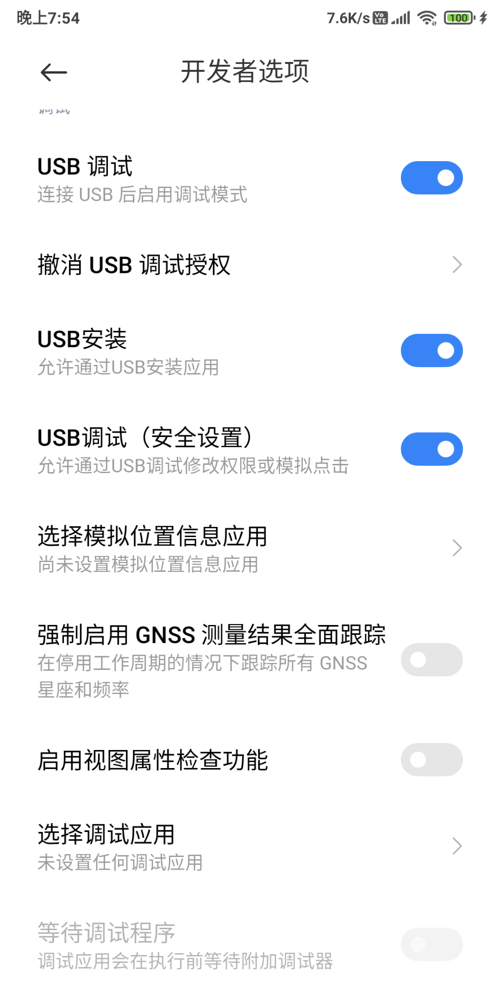 晚上7:54
7.6K/s Vo LTE 100
开发者选项
调试
USB 调试
连接 USB 后启用调试模式
撤消 USB 调试授权
USB安装
允许通过USB安装应用
USB调试（安全设置）
允许通过USB调试修改权限或模拟点击
选择模拟位置信息应用
尚未设置模拟位置信息应用
强制启用 GNSS 测量结果全面跟踪
在停用工作周期的情况下跟踪所有 GNSS
星座和频率
启用视图属性检查功能
选择调试应用
未设置任何调试应用
等待调试程序
调试应用会在执行前等待附加调试器